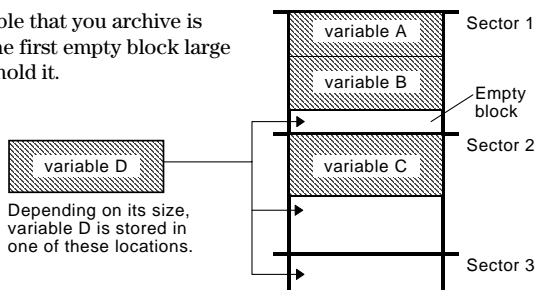 ble that you archive is
he first empty block large
hold it.
variable A
Sector 1
variable B
Empty
block
Sector 2
variable D
variable C
Depending on its size,
variable D is stored in
one of these locations.
Sector 3